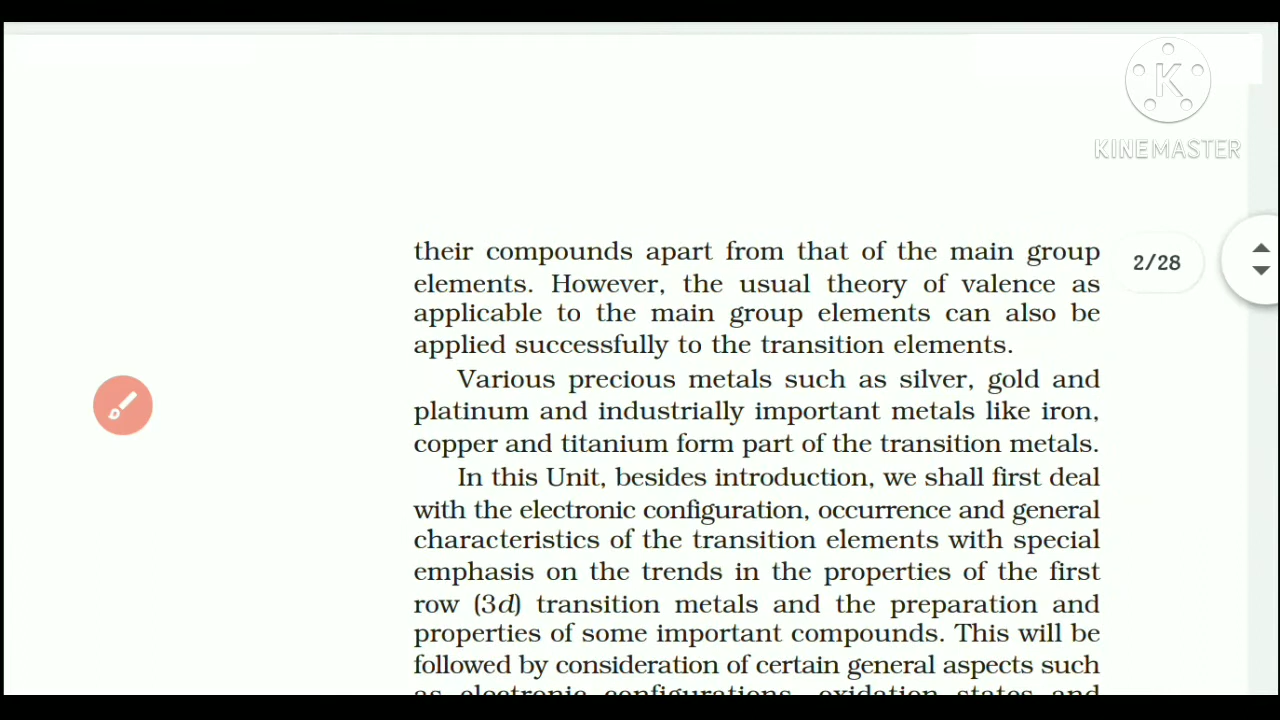 K
KINEMASTER
their compounds apart from that of the main group
2/28
elements. However, the usual theory of valence as
applicable to the main group elements can also be
applied successfully to the transition elements.
Various precious metals such as silver, gold and
platinum and industrially important metals like iron,
copper and titanium form part of the transition metals.
In this Unit, besides introduction, we shall first deal
with the electronic configuration, occurrence and general
characteristics of the transition elements with special
emphasis on the trends in the properties of the first
row (3d) transition metals and the preparation and
properties of some important compounds. This will be
followed by consideration of certain general aspects such
as electronic configurations, oxidation states and